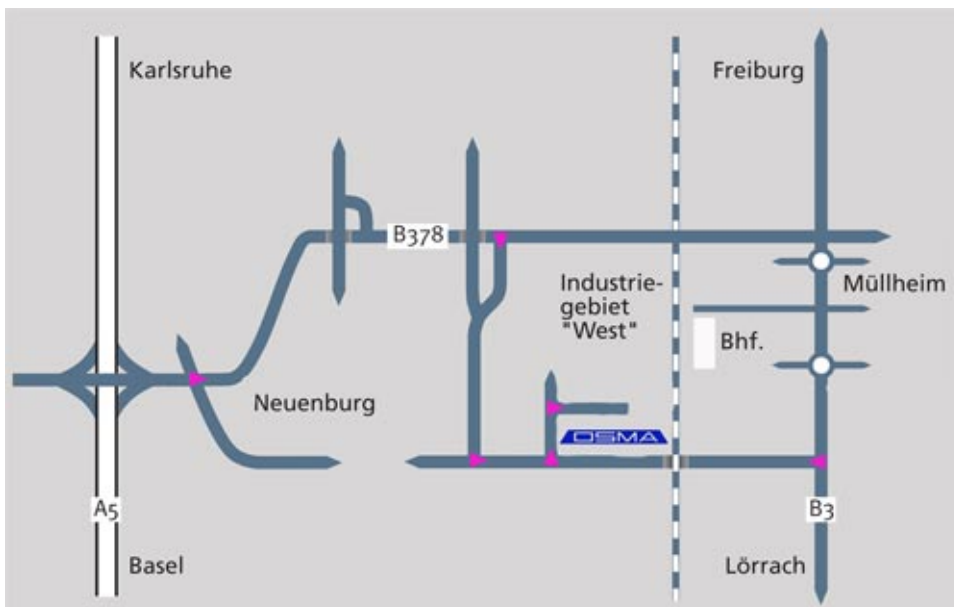 Karlsruhe
Freiburg
B378
Industrie-
gebiet
"West"
Müllheim
Bhf.
Neuenburg
OSMA
A5
B3
Basel
Lörrach